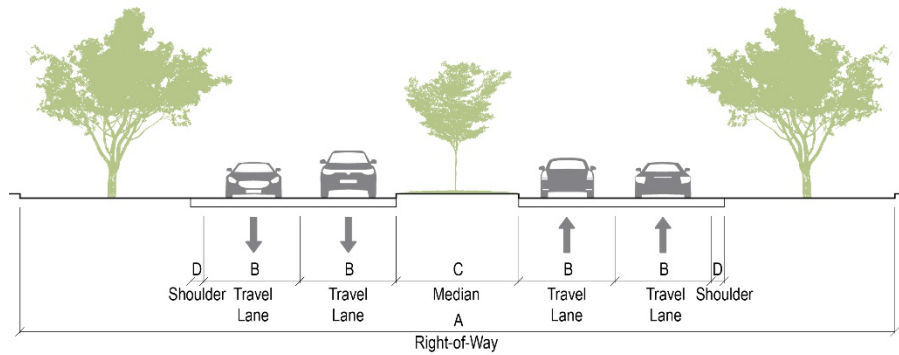 D B B C B B D
Shoulder Travel Travel Median Travel Travel Shoulder
Lane Lane Lane Lane
A
Right-of-Way